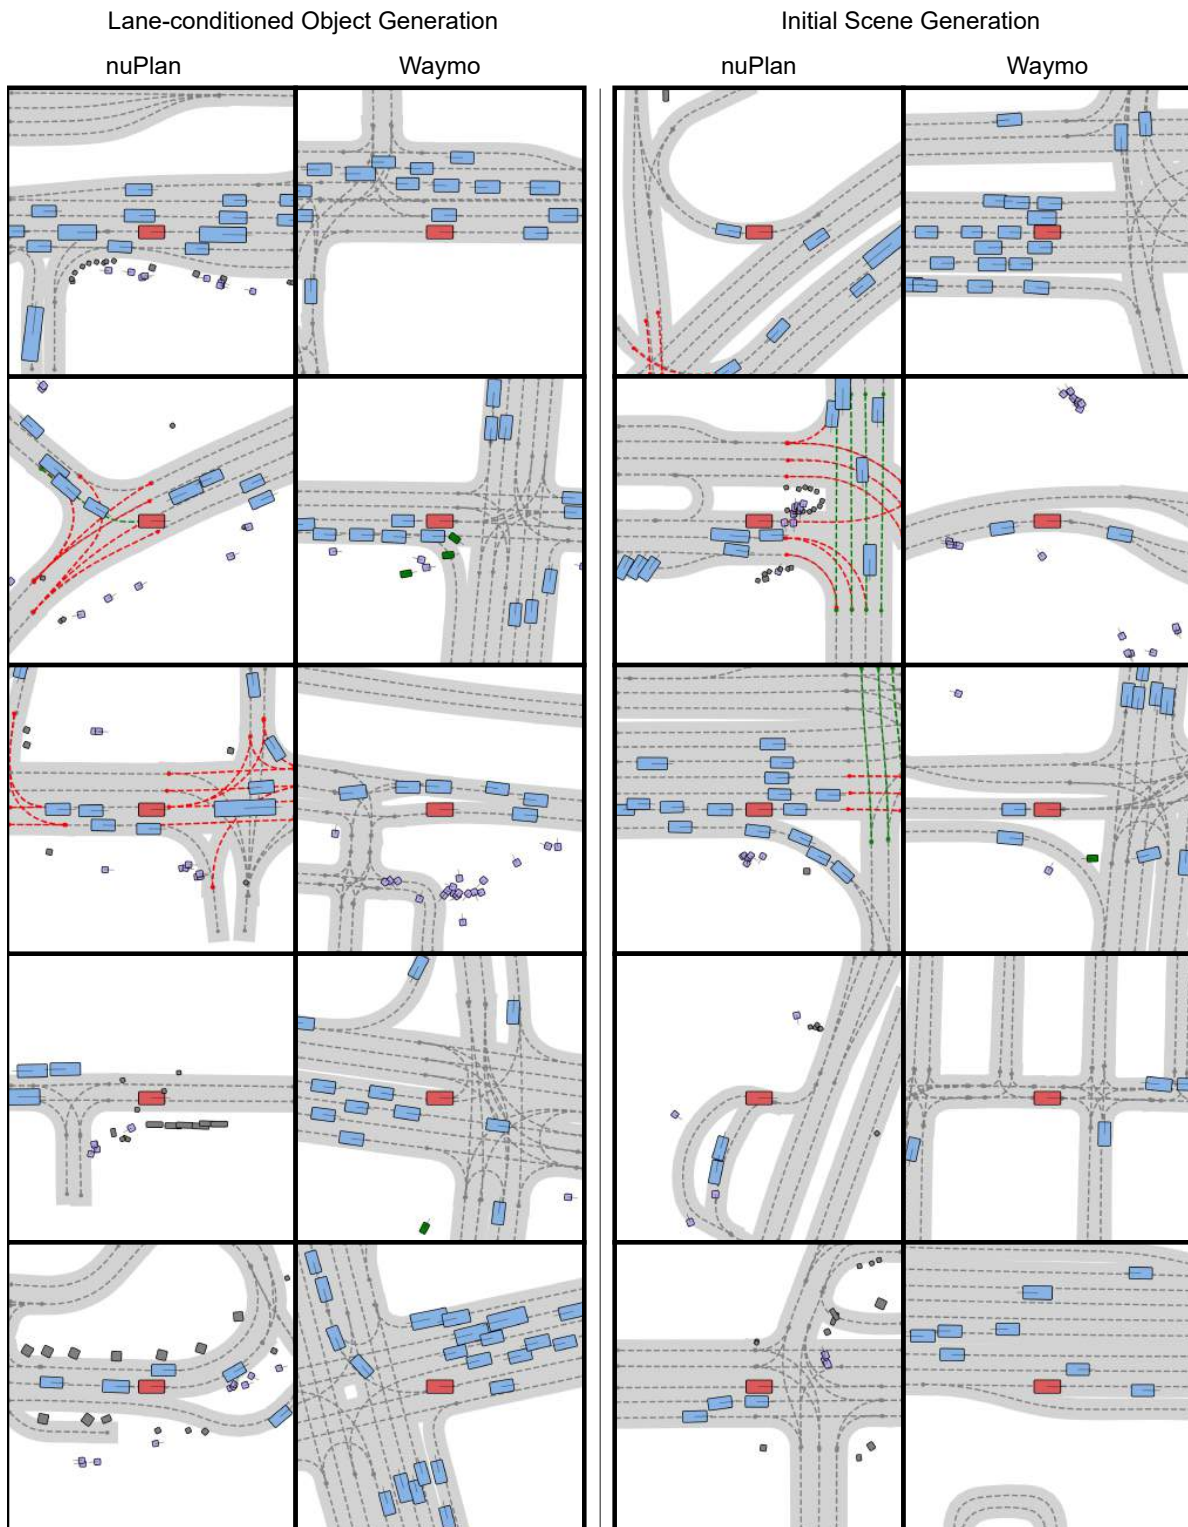 Lane-conditioned Object Generation
Initial Scene Generation
nuPlan
Waymo
nuPlan
Waymo